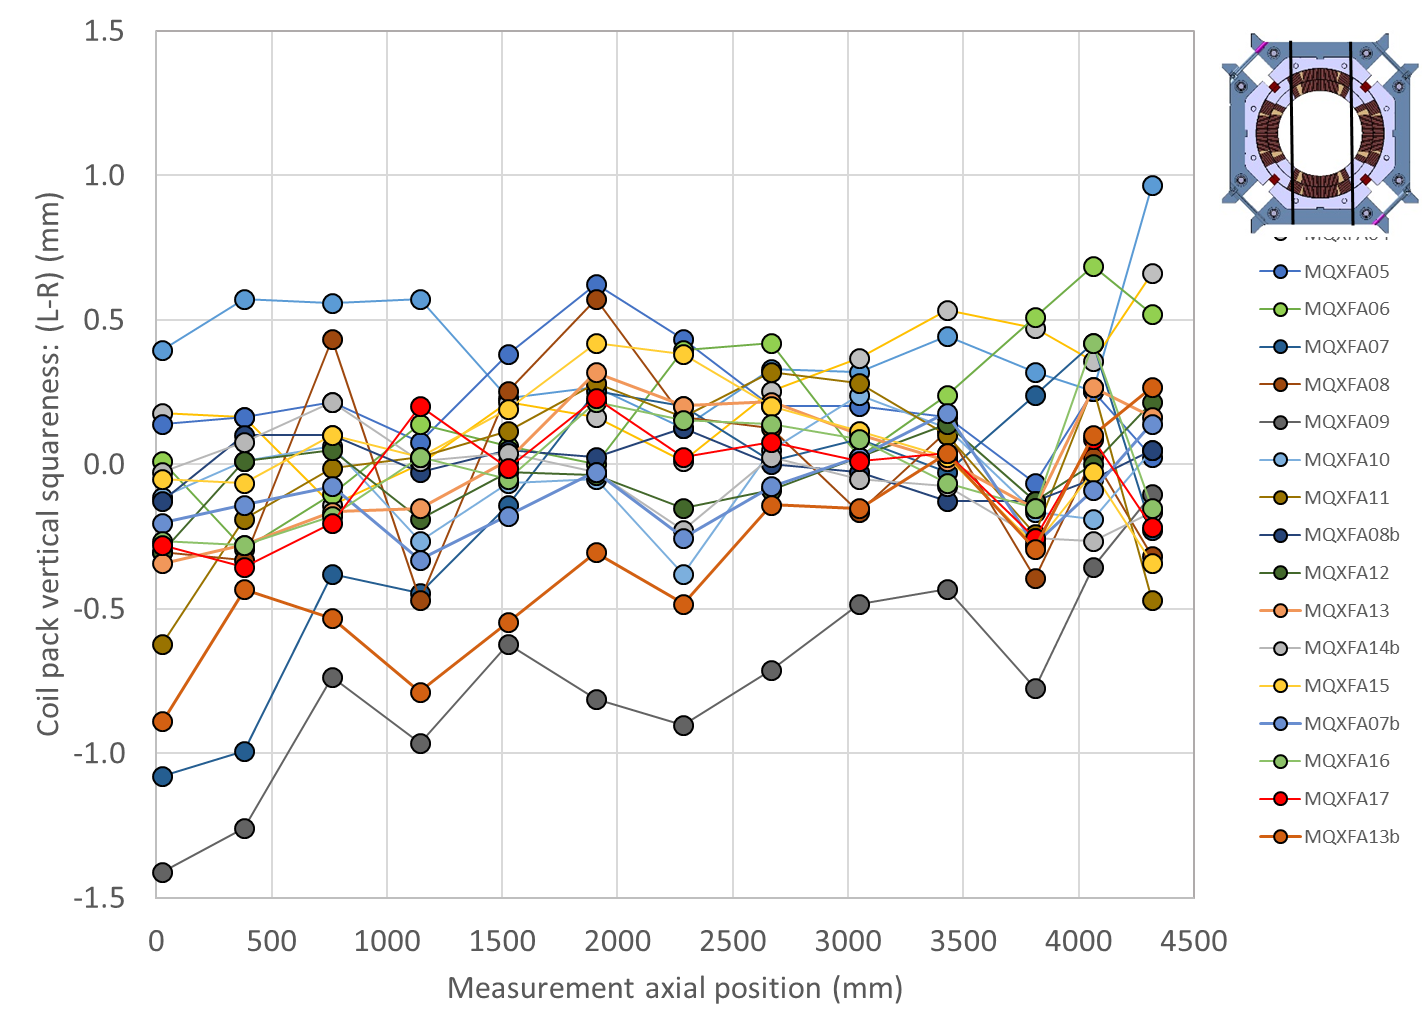 1.5
1.0
0.5
0.0
-0.5
-1.0
-1.5
Coil pack vertical squareness: (L-R) (mm)
0 500 1000 1500 2000 2500 3000 3500 4000 4500
Measurement axial position (mm)
MQXFA05
MQXFA06
MQXFA07
MQXFA08
MQXFA09
MQXFA10
MQXFA11
MQXFA08b
MQXFA12
MQXFA13
MQXFA14b
MQXFA15
MQXFA07b
MQXFA16
MQXFA17
MQXFA13b